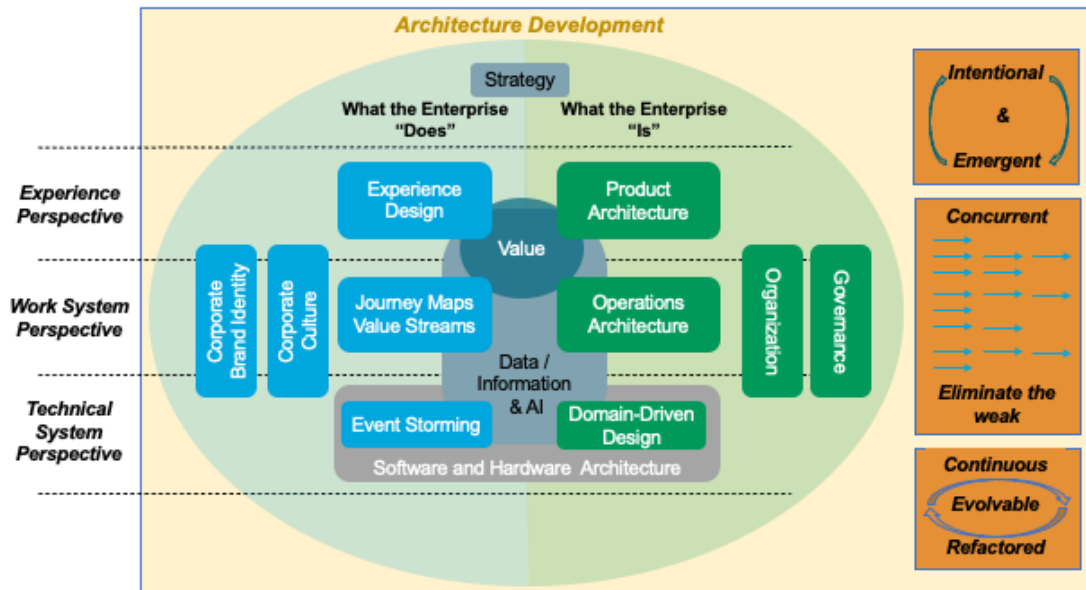 Architecture Development
Strategy
What the Enterprise
"Does"
What the Enterprise
"Is"
Experience
Perspective
Work System
Perspective
Technical
System
Perspective
Experience
Design
Product
Architecture
Value
Corporate
Brand Identity
Corporate
Culture
Journey Maps
Value Streams
Operations
Architecture
Organization
Governance
Data /
Information
& AI
Event Storming
Domain-Driven
Design
Software and Hardware Architecture
Intentional
&
Emergent
Concurrent
Eliminate the
weak
Continuous
Evolvable
Refactored